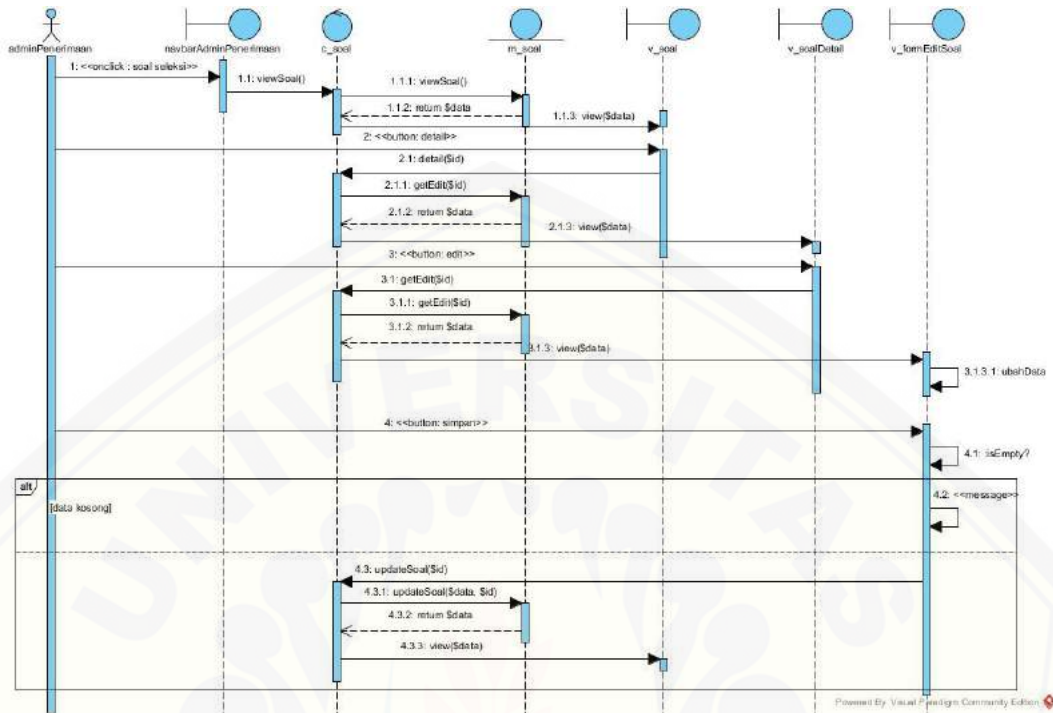 adminPenerimaan
navbarAdminPenerimaan
c_soal
m_soal
v_soal
v_soalDetail
v_formEditSoal
1: <<onclick : soal seleksi>>
1.1: viewSoal()
1.1.1: viewSoal()
1.1.2: return $data
1.1.3: view($data)
2: <<button: detail>>
2.1: detail($id)
2.1.1: getEdit($id)
2.1.2: return $data
2.1.3: view($data)
3: <<button: edit>>
3.1: getEdit($id)
3.1.1: getEdit($id)
3.1.2: return $data
3.1.3: view($data)
3.1.3.1: ubahData
4: <<button: simpan>>
4.1: isEmpty?
alt
4.2: <<message>>
[data kosong]
4.3: updateSoal($id)
4.3.1: updateSoal($data, $id)
4.3.2: return $data
4.3.3: view($data)
UNIVERSITAS
Powered By Visual Paradigm Community Edition